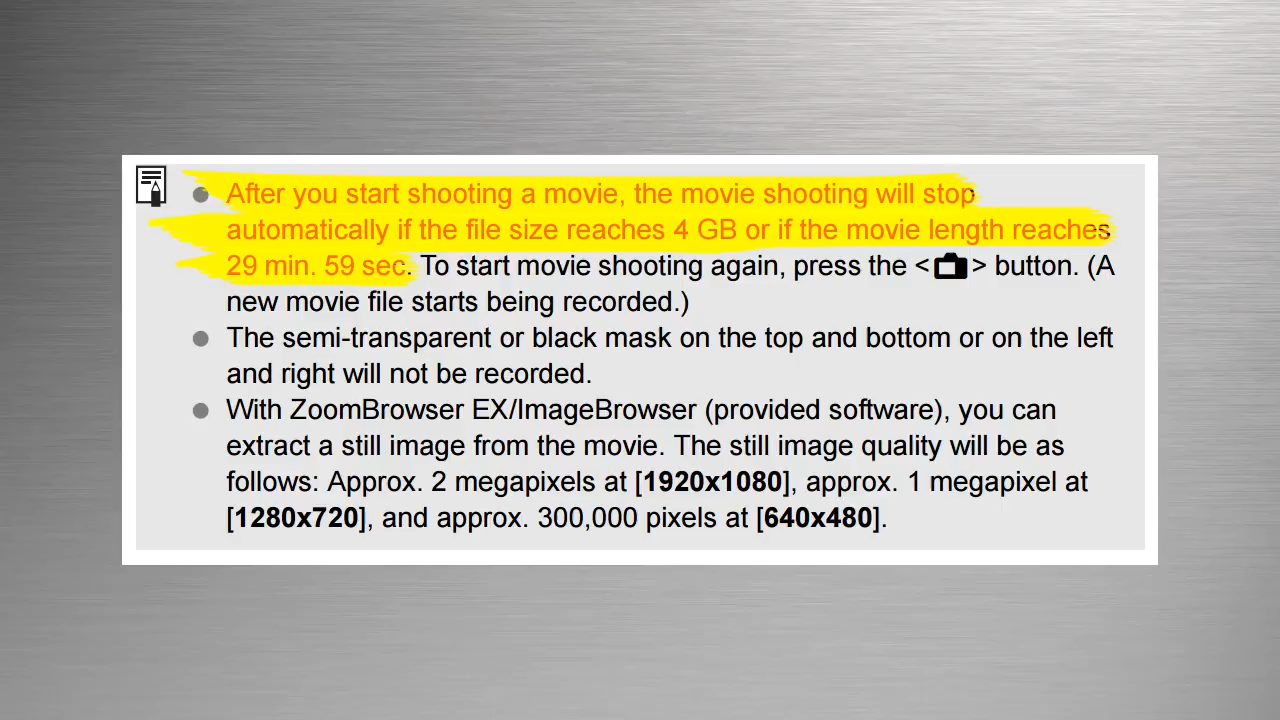 After you start shooting a movie, the movie shooting will stop
automatically if the file size reaches 4 GB or if the movie length reaches
29 min. 59 sec. To start movie shooting again, press the < > button. (A
new movie file starts being recorded.)
The semi-transparent or black mask on the top and bottom or on the left
and right will not be recorded.
With ZoomBrowser EX/ImageBrowser (provided software), you can
extract a still image from the movie. The still image quality will be as
follows: Approx. 2 megapixels at [1920x1080], approx. 1 megapixel at
[1280x720], and approx. 300,000 pixels at [640x480].